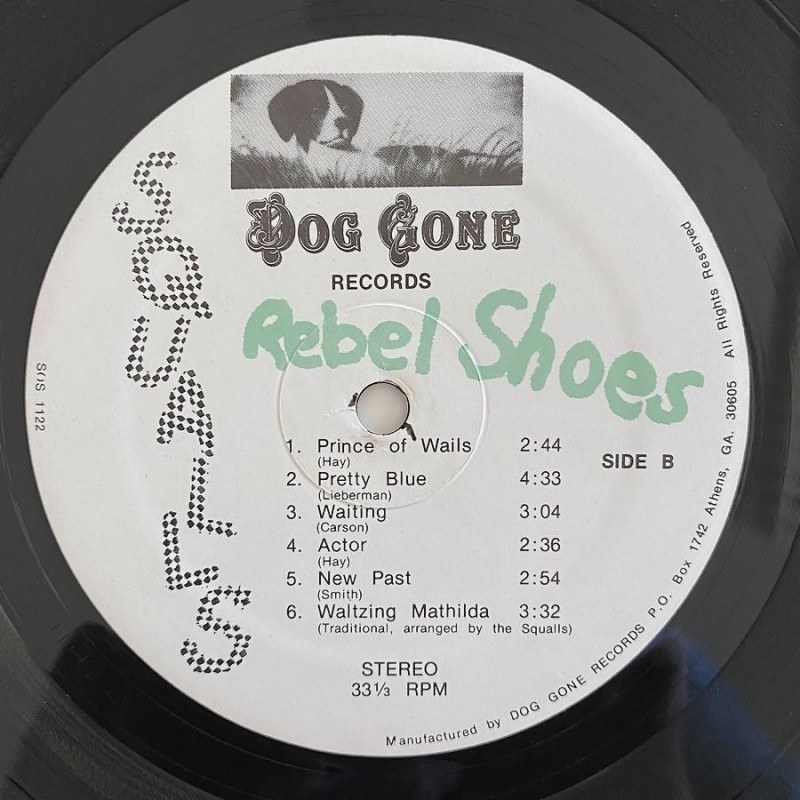 SQUALLS
DOG GONE
RECORDS
Rebel Shoes
SIDE B
1. Prince of Wails 2:44
(Hay)
2. Pretty Blue 4:33
(Lieberman)
3. Waiting 3:04
(Carson)
4. Actor 2:36
(Hay)
5. New Past 2:54
(Smith)
6. Waltzing Mathilda 3:32
(Traditional, arranged by the Squalls)
STEREO
33⅓ RPM
SQS 1122
Manufactured by DOG GONE RECORDS P.O. Box 1742 Athens, GA. 30605 All Rights Reserved